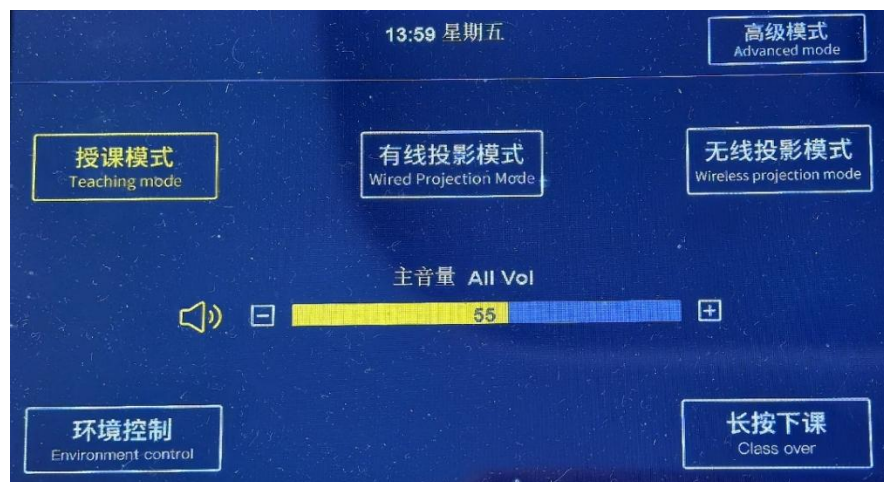 13:59 星期五
高级模式
Advanced mode
授课模式
Teaching mode
有线投影模式
Wired Projection Mode
无线投影模式
Wireless projection mode
主音量 All Vol
55
环境控制
Environment control
长按下课
Class over